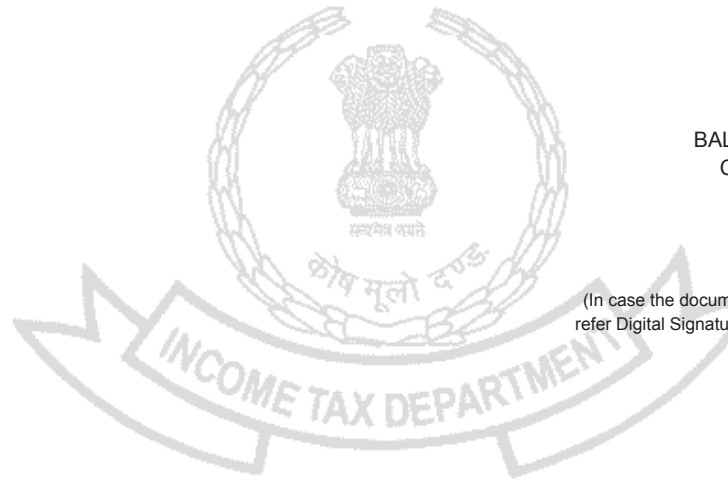 BAL
सत्यमेव जयते
कोष मूलो दण्ड:
(In case the docum
refer Digital Signatu
INCOME TAX DEPARTMENT